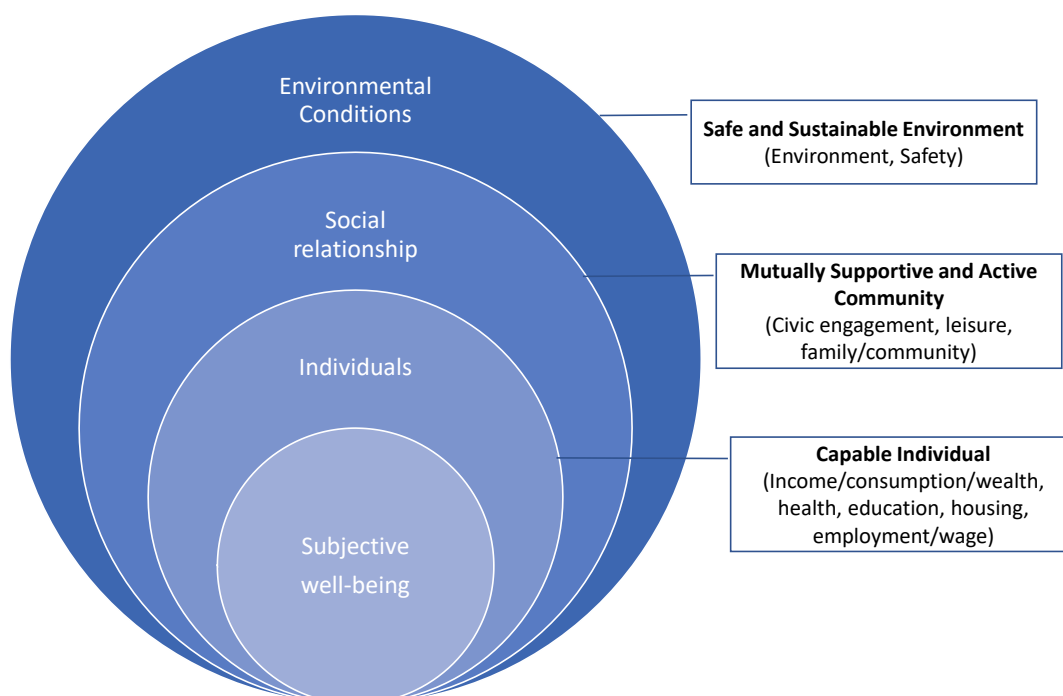 Environmental
Conditions
Safe and Sustainable Environment
(Environment, Safety)
Social
relationship
Mutually Supportive and Active
Community
(Civic engagement, leisure,
family/community)
Individuals
Capable Individual
(Income/consumption/wealth,
health, education, housing,
employment/wage)
Subjective
well-being